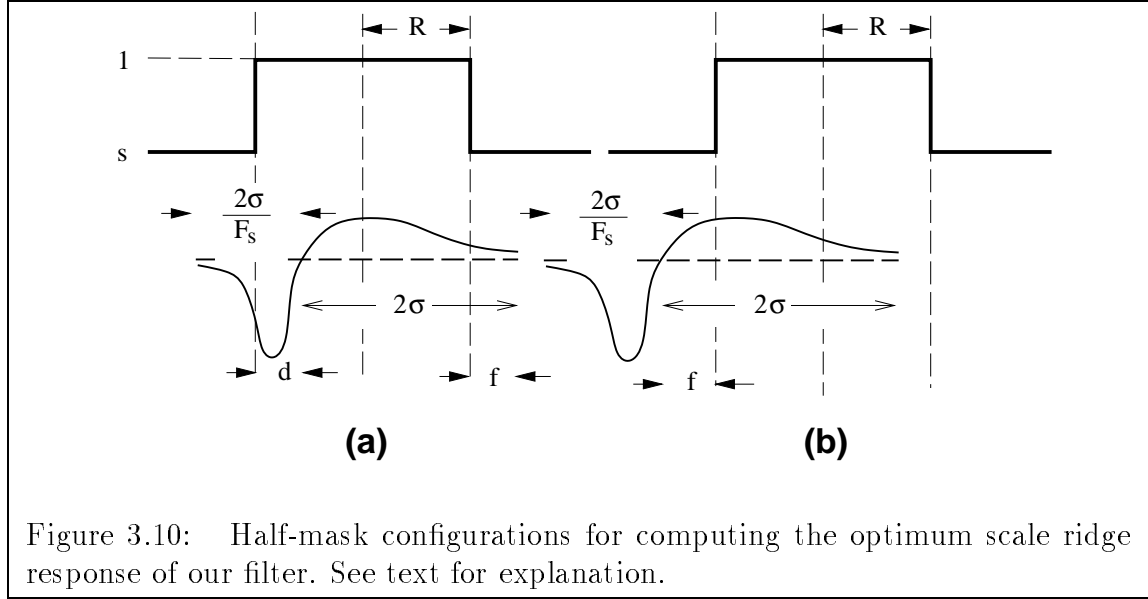 R
R
1
s
2σ
F_s
2σ
F_s
2σ
2σ
d
f
f
(a)
(b)
Figure 3.10: Half-mask configurations for computing the optimum scale ridge
response of our filter. See text for explanation.